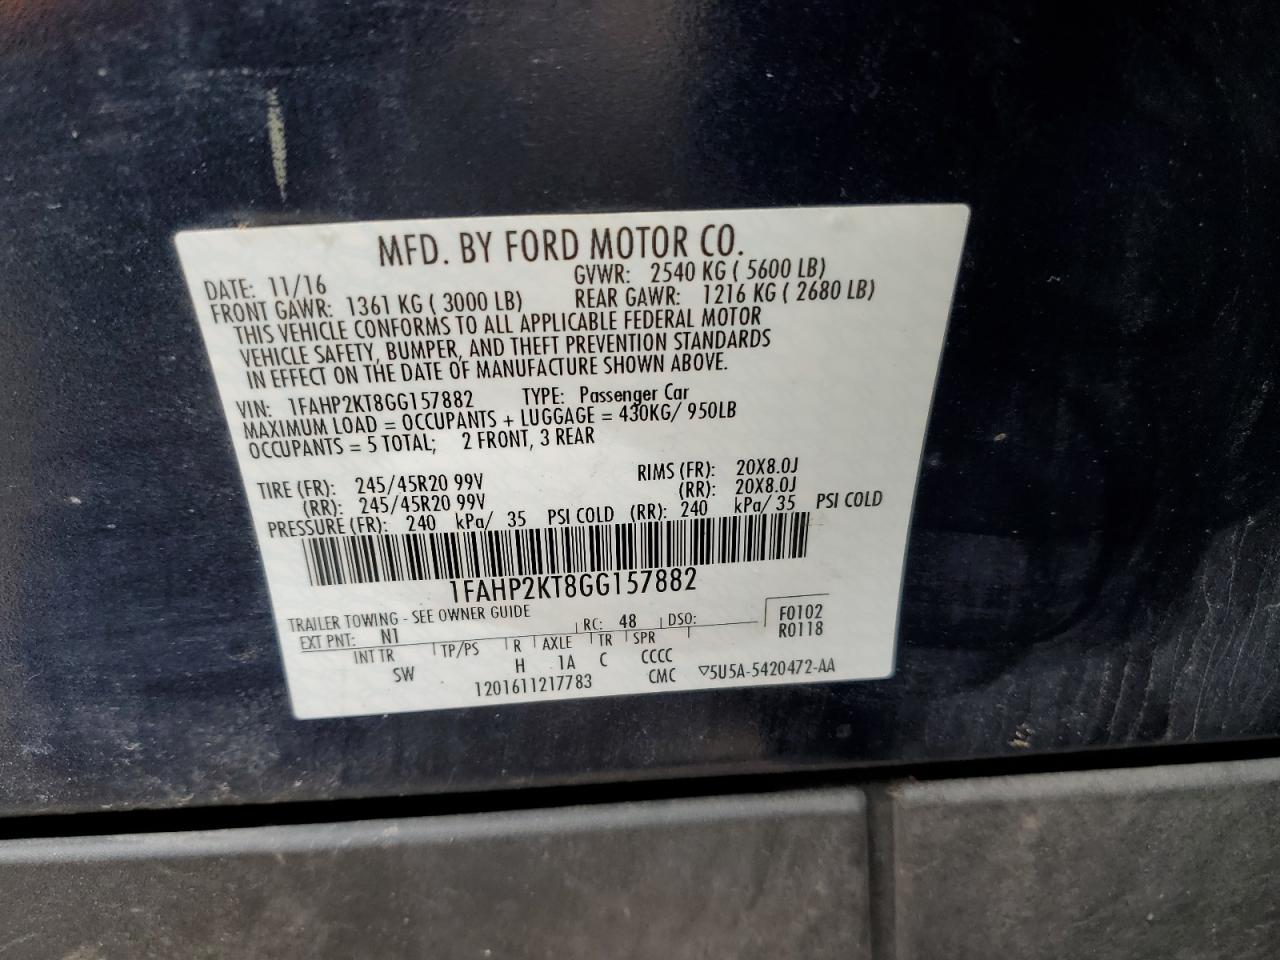 MFD. BY FORD MOTOR CO.
DATE: 11/16 GVWR: 2540 KG ( 5600 LB)
FRONT GAWR: 1361 KG ( 3000 LB) REAR GAWR: 1216 KG ( 2680 LB)
THIS VEHICLE CONFORMS TO ALL APPLICABLE FEDERAL MOTOR
VEHICLE SAFETY, BUMPER, AND THEFT PREVENTION STANDARDS
IN EFFECT ON THE DATE OF MANUFACTURE SHOWN ABOVE.
VIN: 1FAHP2KT8GG157882 TYPE: Passenger Car
MAXIMUM LOAD = OCCUPANTS + LUGGAGE = 430KG/ 950LB
OCCUPANTS = 5 TOTAL; 2 FRONT, 3 REAR
TIRE (FR): 245/45R20 99V RIMS (FR): 20X8.0J
(RR): 245/45R20 99V (RR): 20X8.0J
PRESSURE (FR): 240 kPa/ 35 PSI COLD (RR): 240 kPa/ 35 PSI COLD
1FAHP2KT8GG157882
TRAILER TOWING - SEE OWNER GUIDE
F0102
EXT PNT: N1 RC: 48 DSO: R0118
INT TR TP/PS R AXLE TR SPR
SW H 1A C CCCC
1201611217783 CMC ▽5U5A-5420472-AA